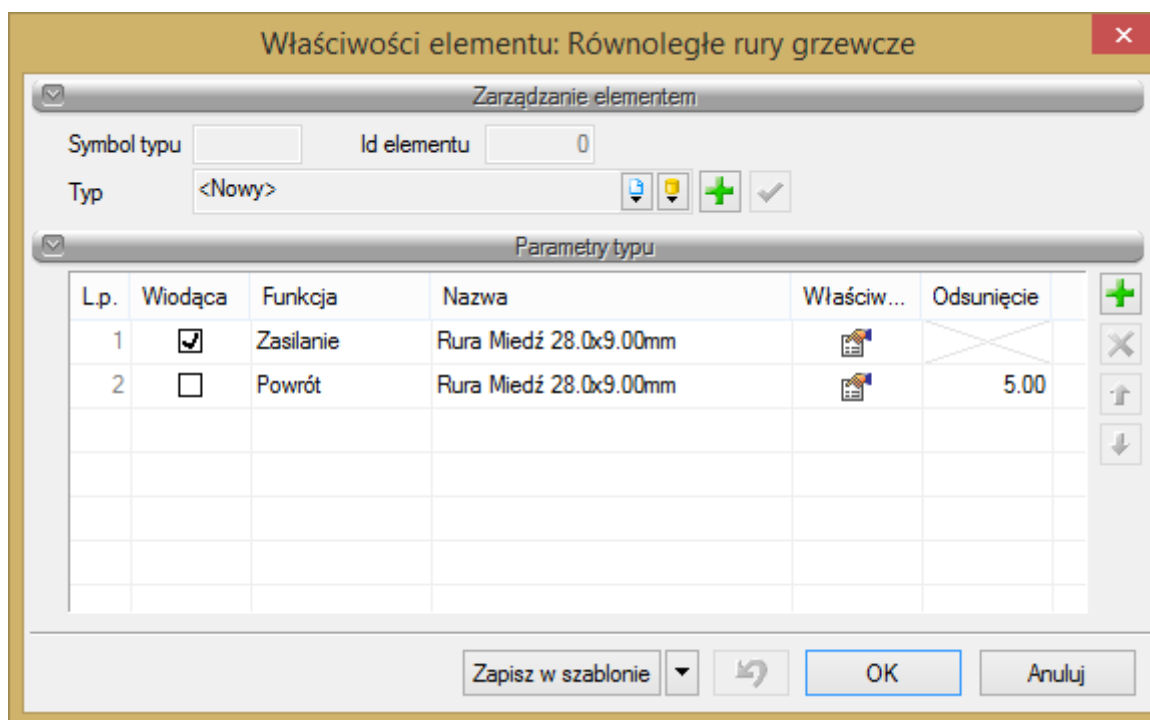 Właściwości elementu: Równoległe rury grzewcze
Zarządzanie elementem
Symbol typu Id elementu 0
Typ <Nowy>
Parametry typu
L.p. Wiodąca Funkcja Nazwa Właściw... Odsunięcie
1 Zasilanie Rura Miedź 28.0x9.00mm
2 Powrót Rura Miedź 28.0x9.00mm 5.00
Zapisz w szablonie OK Anuluj